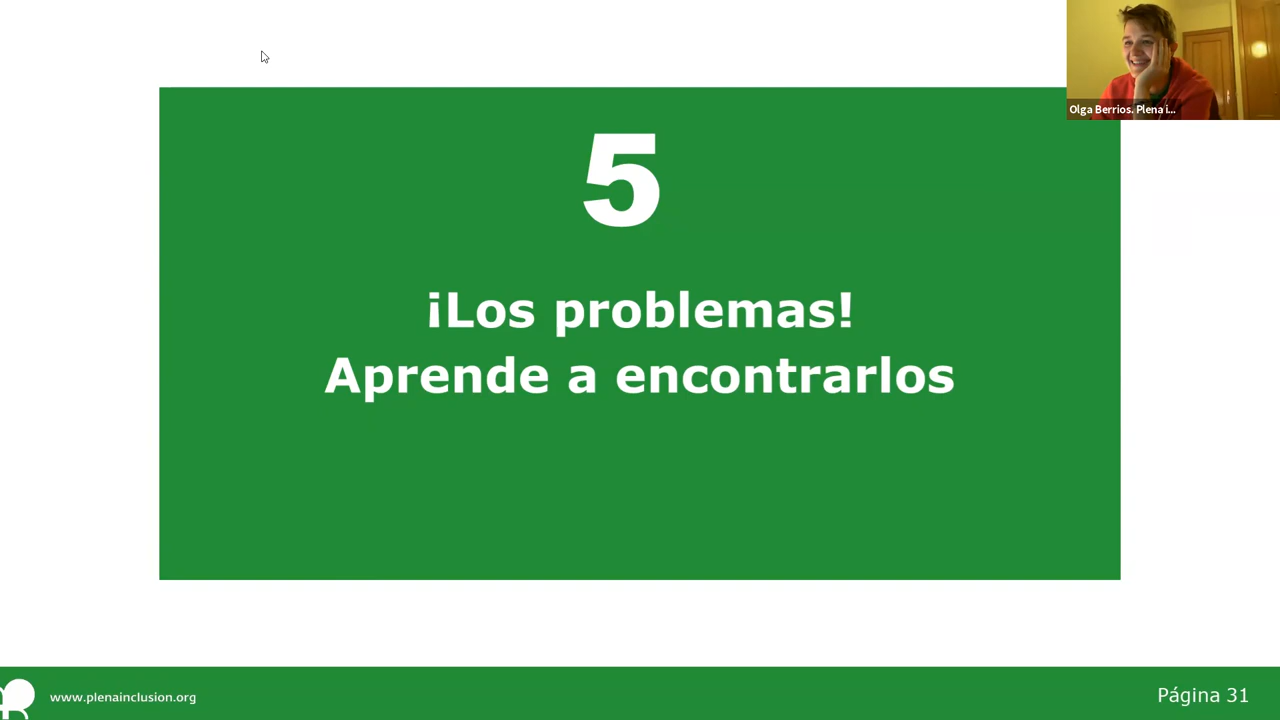 Olga Berrios. Plena i...
5
¡Los problemas!
Aprende a encontrarlos
www.plenainclusion.org
Página 31